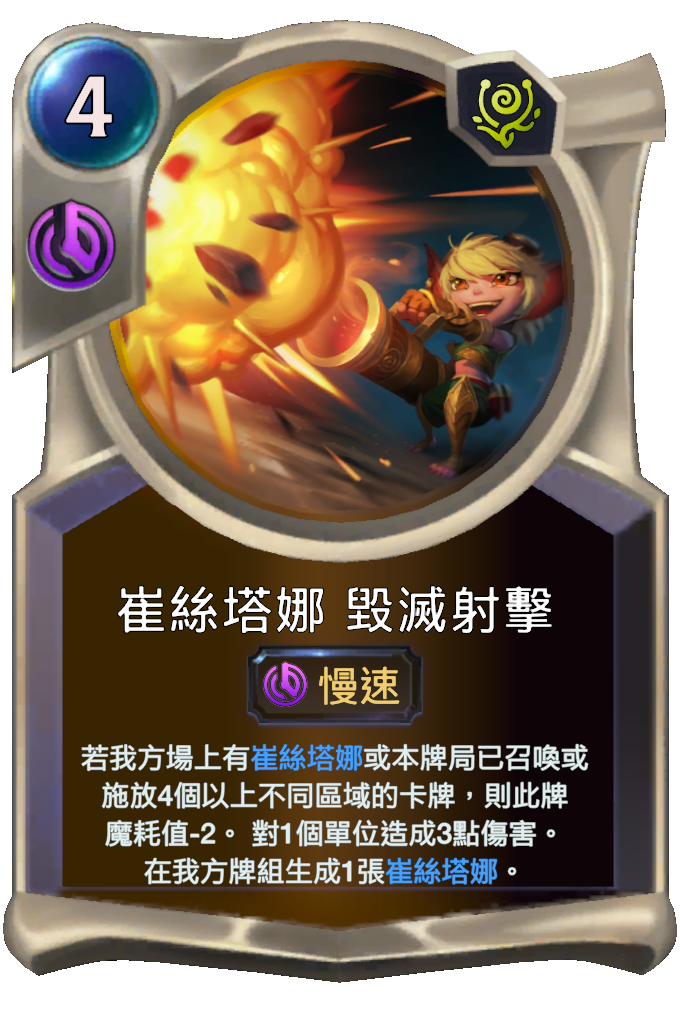 4
崔絲塔娜 毀滅射擊
慢速
若我方場上有崔絲塔娜或本牌局已召喚或
施放4個以上不同區域的卡牌，則此牌
魔耗值-2。 對1個單位造成3點傷害。
在我方牌組生成1張崔絲塔娜。